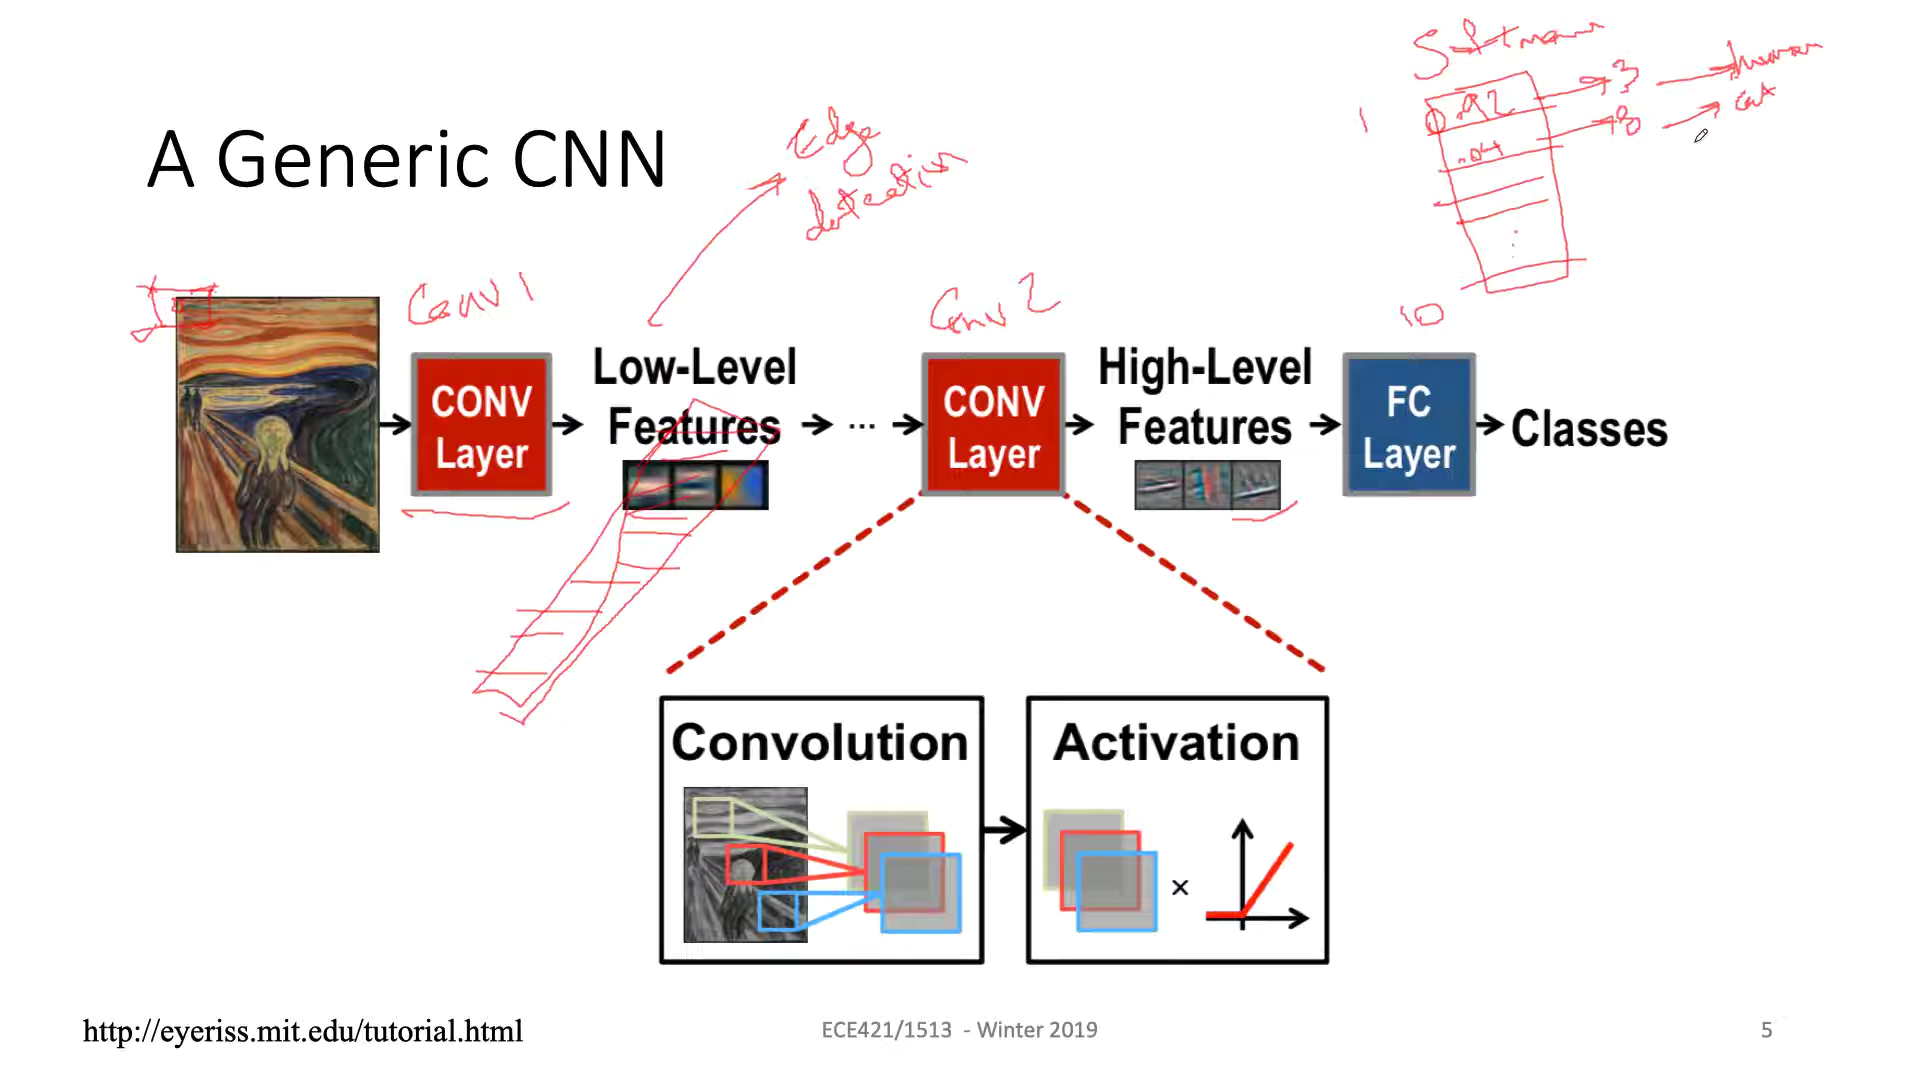 Softmax
A Generic CNN
Edge
detection
1
.92
3
human
.04
8
cat
10
Conv 1
Conv 2
CONV
Layer
Low-Level
Features
...
CONV
Layer
High-Level
Features
FC
Layer
Classes
Convolution
Activation
×
http://eyeriss.mit.edu/tutorial.html
ECE421/1513 - Winter 2019
5